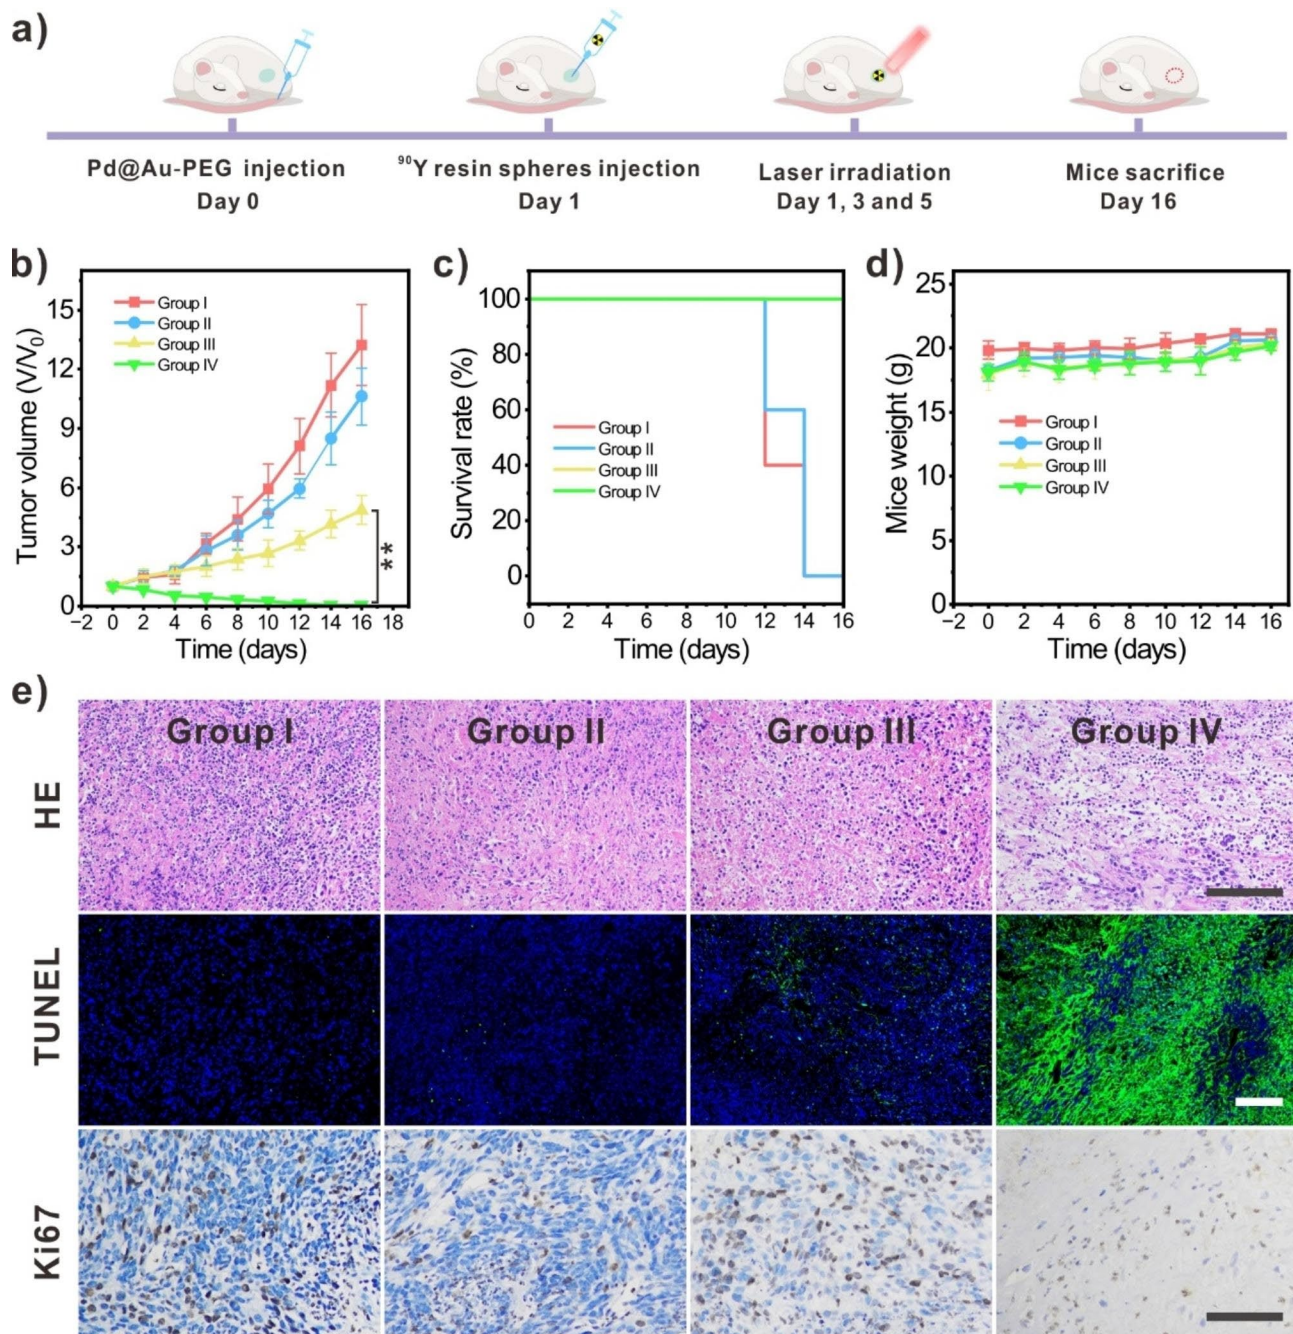 a)
Pd@Au-PEG injection
Day 0
⁹⁰Y resin spheres injection
Day 1
Laser irradiation
Day 1, 3 and 5
Mice sacrifice
Day 16
b)
Tumor volume (V/V₀)
15
12
9
6
3
0
Group I
Group II
Group III
Group IV
**
−2 0 2 4 6 8 10 12 14 16 18
Time (days)
c)
Survival rate (%)
100
80
60
40
20
0
Group I
Group II
Group III
Group IV
0 2 4 6 8 10 12 14 16
Time (days)
d)
Mice weight (g)
25
20
15
10
5
0
Group I
Group II
Group III
Group IV
−2 0 2 4 6 8 10 12 14 16
Time (days)
e)
Group I Group II Group III Group IV
HE
TUNEL
Ki67